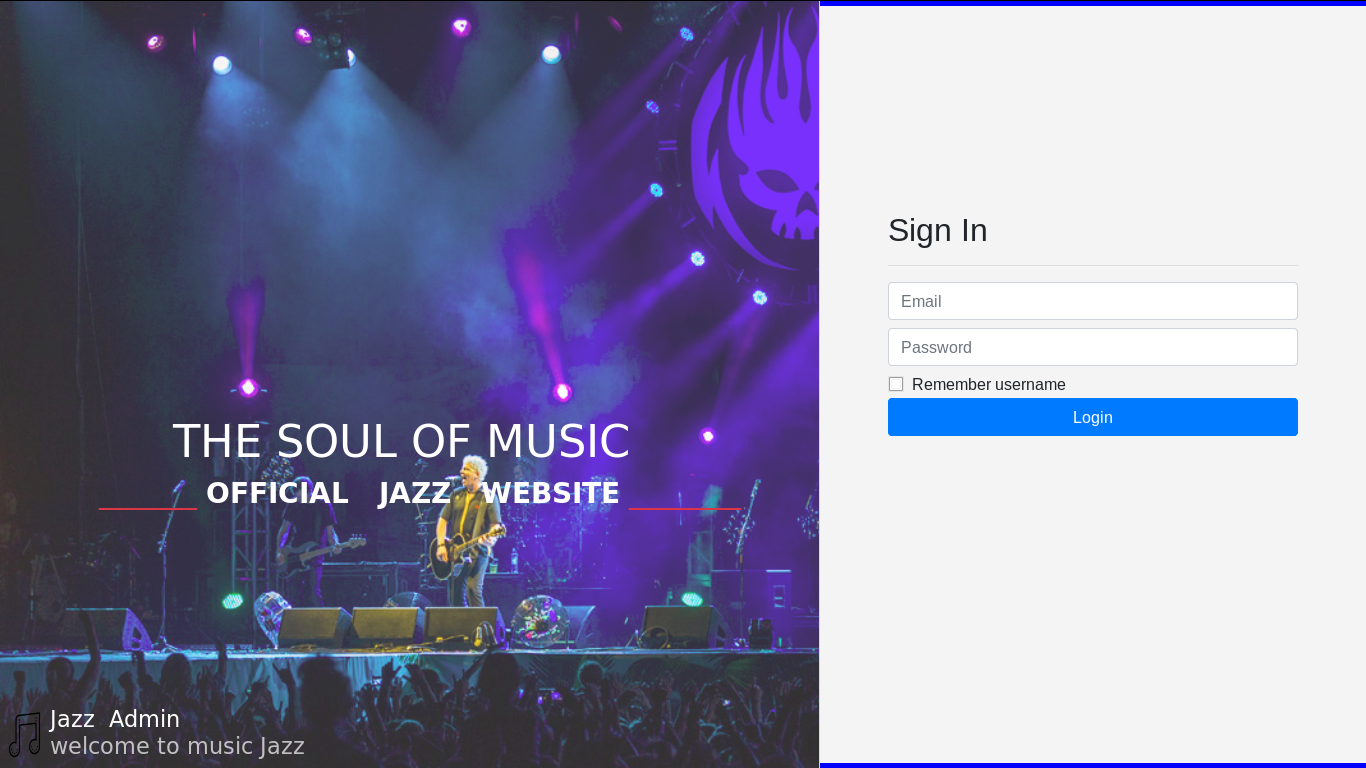 THE SOUL OF MUSIC
OFFICIAL JAZZ WEBSITE
Jazz Admin
welcome to music Jazz
Sign In
Email
Password
Remember username
Login